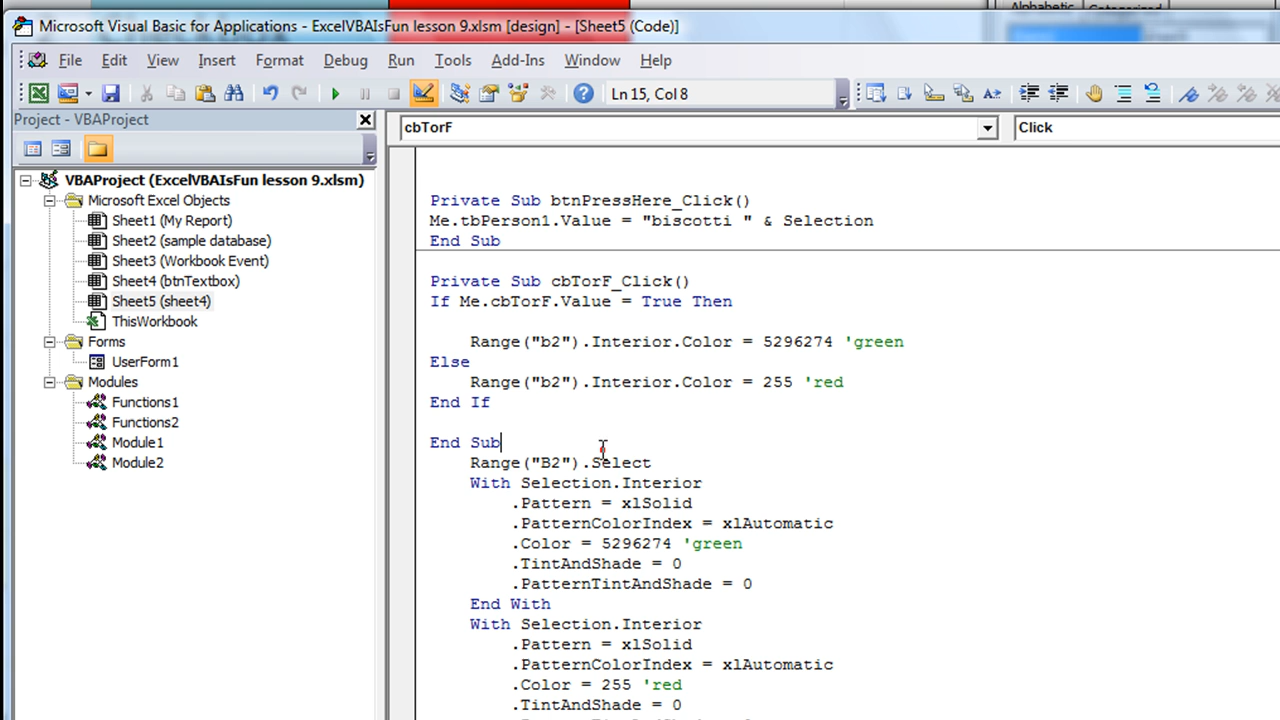 Alphabetic Categorized
Microsoft Visual Basic for Applications - ExcelVBAIsFun lesson 9.xlsm [design] - [Sheet5 (Code)]
File Edit View Insert Format Debug Run Tools Add-Ins Window Help
Ln 15, Col 8
Project - VBAProject
cbTorF
Click
VBAProject (ExcelVBAIsFun lesson 9.xlsm)
Microsoft Excel Objects
Sheet1 (My Report)
Sheet2 (sample database)
Sheet3 (Workbook Event)
Sheet4 (btnTextbox)
Sheet5 (sheet4)
ThisWorkbook
Forms
UserForm1
Modules
Functions1
Functions2
Module1
Module2
Private Sub btnPressHere_Click()
Me.tbPerson1.Value = "biscotti " & Selection
End Sub
Private Sub cbTorF_Click()
If Me.cbTorF.Value = True Then
Range("b2").Interior.Color = 5296274 'green
Else
Range("b2").Interior.Color = 255 'red
End If
End Sub
Range("B2").Select
With Selection.Interior
.Pattern = xlSolid
.PatternColorIndex = xlAutomatic
.Color = 5296274 'green
.TintAndShade = 0
.PatternTintAndShade = 0
End With
With Selection.Interior
.Pattern = xlSolid
.PatternColorIndex = xlAutomatic
.Color = 255 'red
.TintAndShade = 0